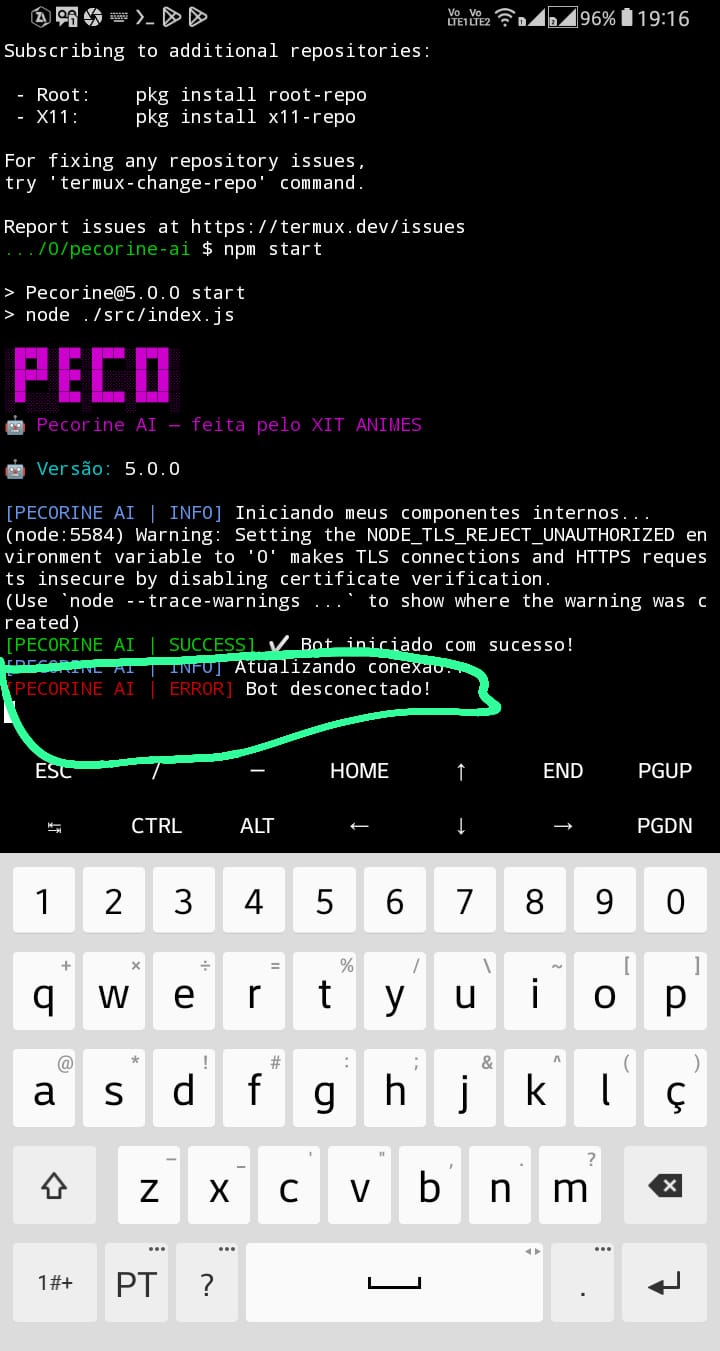 Vo Vo
LTE1 LTE2 96% 19:16
Subscribing to additional repositories:
- Root: pkg install root-repo
- X11: pkg install x11-repo
For fixing any repository issues,
try 'termux-change-repo' command.
Report issues at https://termux.dev/issues
.../0/pecorine-ai $ npm start
> Pecorine@5.0.0 start
> node ./src/index.js
PECO
🤖 Pecorine AI — feita pelo XIT ANIMES
🤖 Versão: 5.0.0
[PECORINE AI | INFO] Iniciando meus componentes internos...
(node:5584) Warning: Setting the NODE_TLS_REJECT_UNAUTHORIZED en
vironment variable to '0' makes TLS connections and HTTPS reques
ts insecure by disabling certificate verification.
(Use `node --trace-warnings ...` to show where the warning was c
reated)
[PECORINE AI | SUCCESS] ✔ Bot iniciado com sucesso!
[PECORINE AI | INFO] Atualizando conexão...
[PECORINE AI | ERROR] Bot desconectado!
ESC / — HOME ↑ END PGUP
↹ CTRL ALT ← ↓ → PGDN
1 2 3 4 5 6 7 8 9 0
+ × ÷ = % / \ ~ [ ]
q w e r t y u i o p
@ * ! # : ; & ^ ( )
a s d f g h j k l ç
– _ ' " , . ?
z x c v b n m
1#+ PT ? .